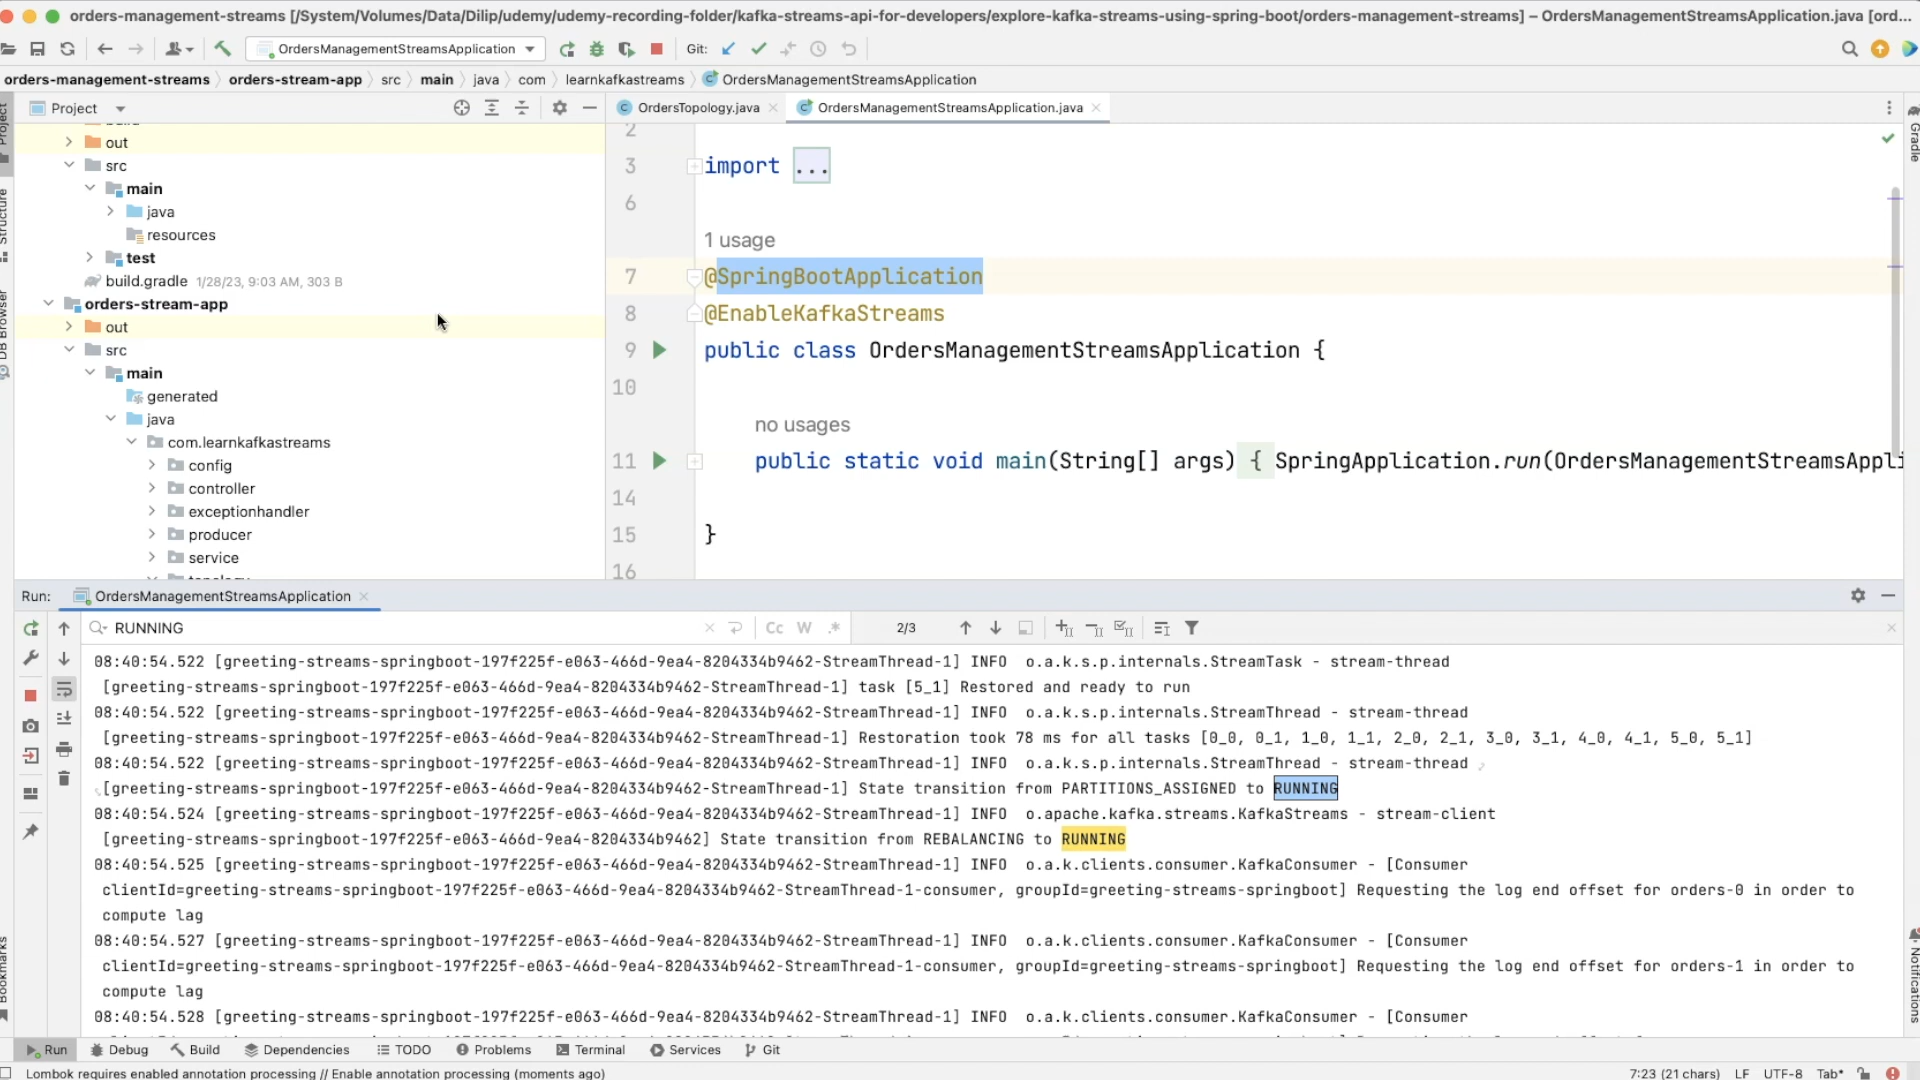 orders-management-streams [/System/Volumes/Data/Dilip/udemy/udemy-recording-folder/kafka-streams-api-for-developers/explore-kafka-streams-using-spring-boot/orders-management-streams] – OrdersManagementStreamsApplication.java [ord...
OrdersManagementStreamsApplication
Git:
orders-management-streams
orders-stream-app
src
main
java
com
learnkafkastreams
OrdersManagementStreamsApplication
Project
OrdersTopology.java
OrdersManagementStreamsApplication.java
Project
Structure
DB Browser
Bookmarks
Gradle
Notifications
out
src
main
java
resources
test
build.gradle 1/28/23, 9:03 AM, 303 B
orders-stream-app
out
src
main
generated
java
com.learnkafkastreams
config
controller
exceptionhandler
producer
service
2
3 import ...
6
1 usage
7 @SpringBootApplication
8 @EnableKafkaStreams
9 public class OrdersManagementStreamsApplication {
10
no usages
11 public static void main(String[] args) { SpringApplication.run(OrdersManagementStreamsAppli
14
15 }
16
Run: OrdersManagementStreamsApplication
RUNNING
Cc W .* 2/3
08:40:54.522 [greeting-streams-springboot-197f225f-e063-466d-9ea4-8204334b9462-StreamThread-1] INFO o.a.k.s.p.internals.StreamTask - stream-thread
[greeting-streams-springboot-197f225f-e063-466d-9ea4-8204334b9462-StreamThread-1] task [5_1] Restored and ready to run
08:40:54.522 [greeting-streams-springboot-197f225f-e063-466d-9ea4-8204334b9462-StreamThread-1] INFO o.a.k.s.p.internals.StreamThread - stream-thread
[greeting-streams-springboot-197f225f-e063-466d-9ea4-8204334b9462-StreamThread-1] Restoration took 78 ms for all tasks [0_0, 0_1, 1_0, 1_1, 2_0, 2_1, 3_0, 3_1, 4_0, 4_1, 5_0, 5_1]
08:40:54.522 [greeting-streams-springboot-197f225f-e063-466d-9ea4-8204334b9462-StreamThread-1] INFO o.a.k.s.p.internals.StreamThread - stream-thread
[greeting-streams-springboot-197f225f-e063-466d-9ea4-8204334b9462-StreamThread-1] State transition from PARTITIONS_ASSIGNED to RUNNING
08:40:54.524 [greeting-streams-springboot-197f225f-e063-466d-9ea4-8204334b9462-StreamThread-1] INFO o.apache.kafka.streams.KafkaStreams - stream-client
[greeting-streams-springboot-197f225f-e063-466d-9ea4-8204334b9462] State transition from REBALANCING to RUNNING
08:40:54.525 [greeting-streams-springboot-197f225f-e063-466d-9ea4-8204334b9462-StreamThread-1] INFO o.a.k.clients.consumer.KafkaConsumer - [Consumer
clientId=greeting-streams-springboot-197f225f-e063-466d-9ea4-8204334b9462-StreamThread-1-consumer, groupId=greeting-streams-springboot] Requesting the log end offset for orders-0 in order to
compute lag
08:40:54.527 [greeting-streams-springboot-197f225f-e063-466d-9ea4-8204334b9462-StreamThread-1] INFO o.a.k.clients.consumer.KafkaConsumer - [Consumer
clientId=greeting-streams-springboot-197f225f-e063-466d-9ea4-8204334b9462-StreamThread-1-consumer, groupId=greeting-streams-springboot] Requesting the log end offset for orders-1 in order to
compute lag
08:40:54.528 [greeting-streams-springboot-197f225f-e063-466d-9ea4-8204334b9462-StreamThread-1] INFO o.a.k.clients.consumer.KafkaConsumer - [Consumer
Run
Debug
Build
Dependencies
TODO
Problems
Terminal
Services
Git
Lombok requires enabled annotation processing // Enable annotation processing (moments ago)
7:23 (21 chars) LF UTF-8 Tab*